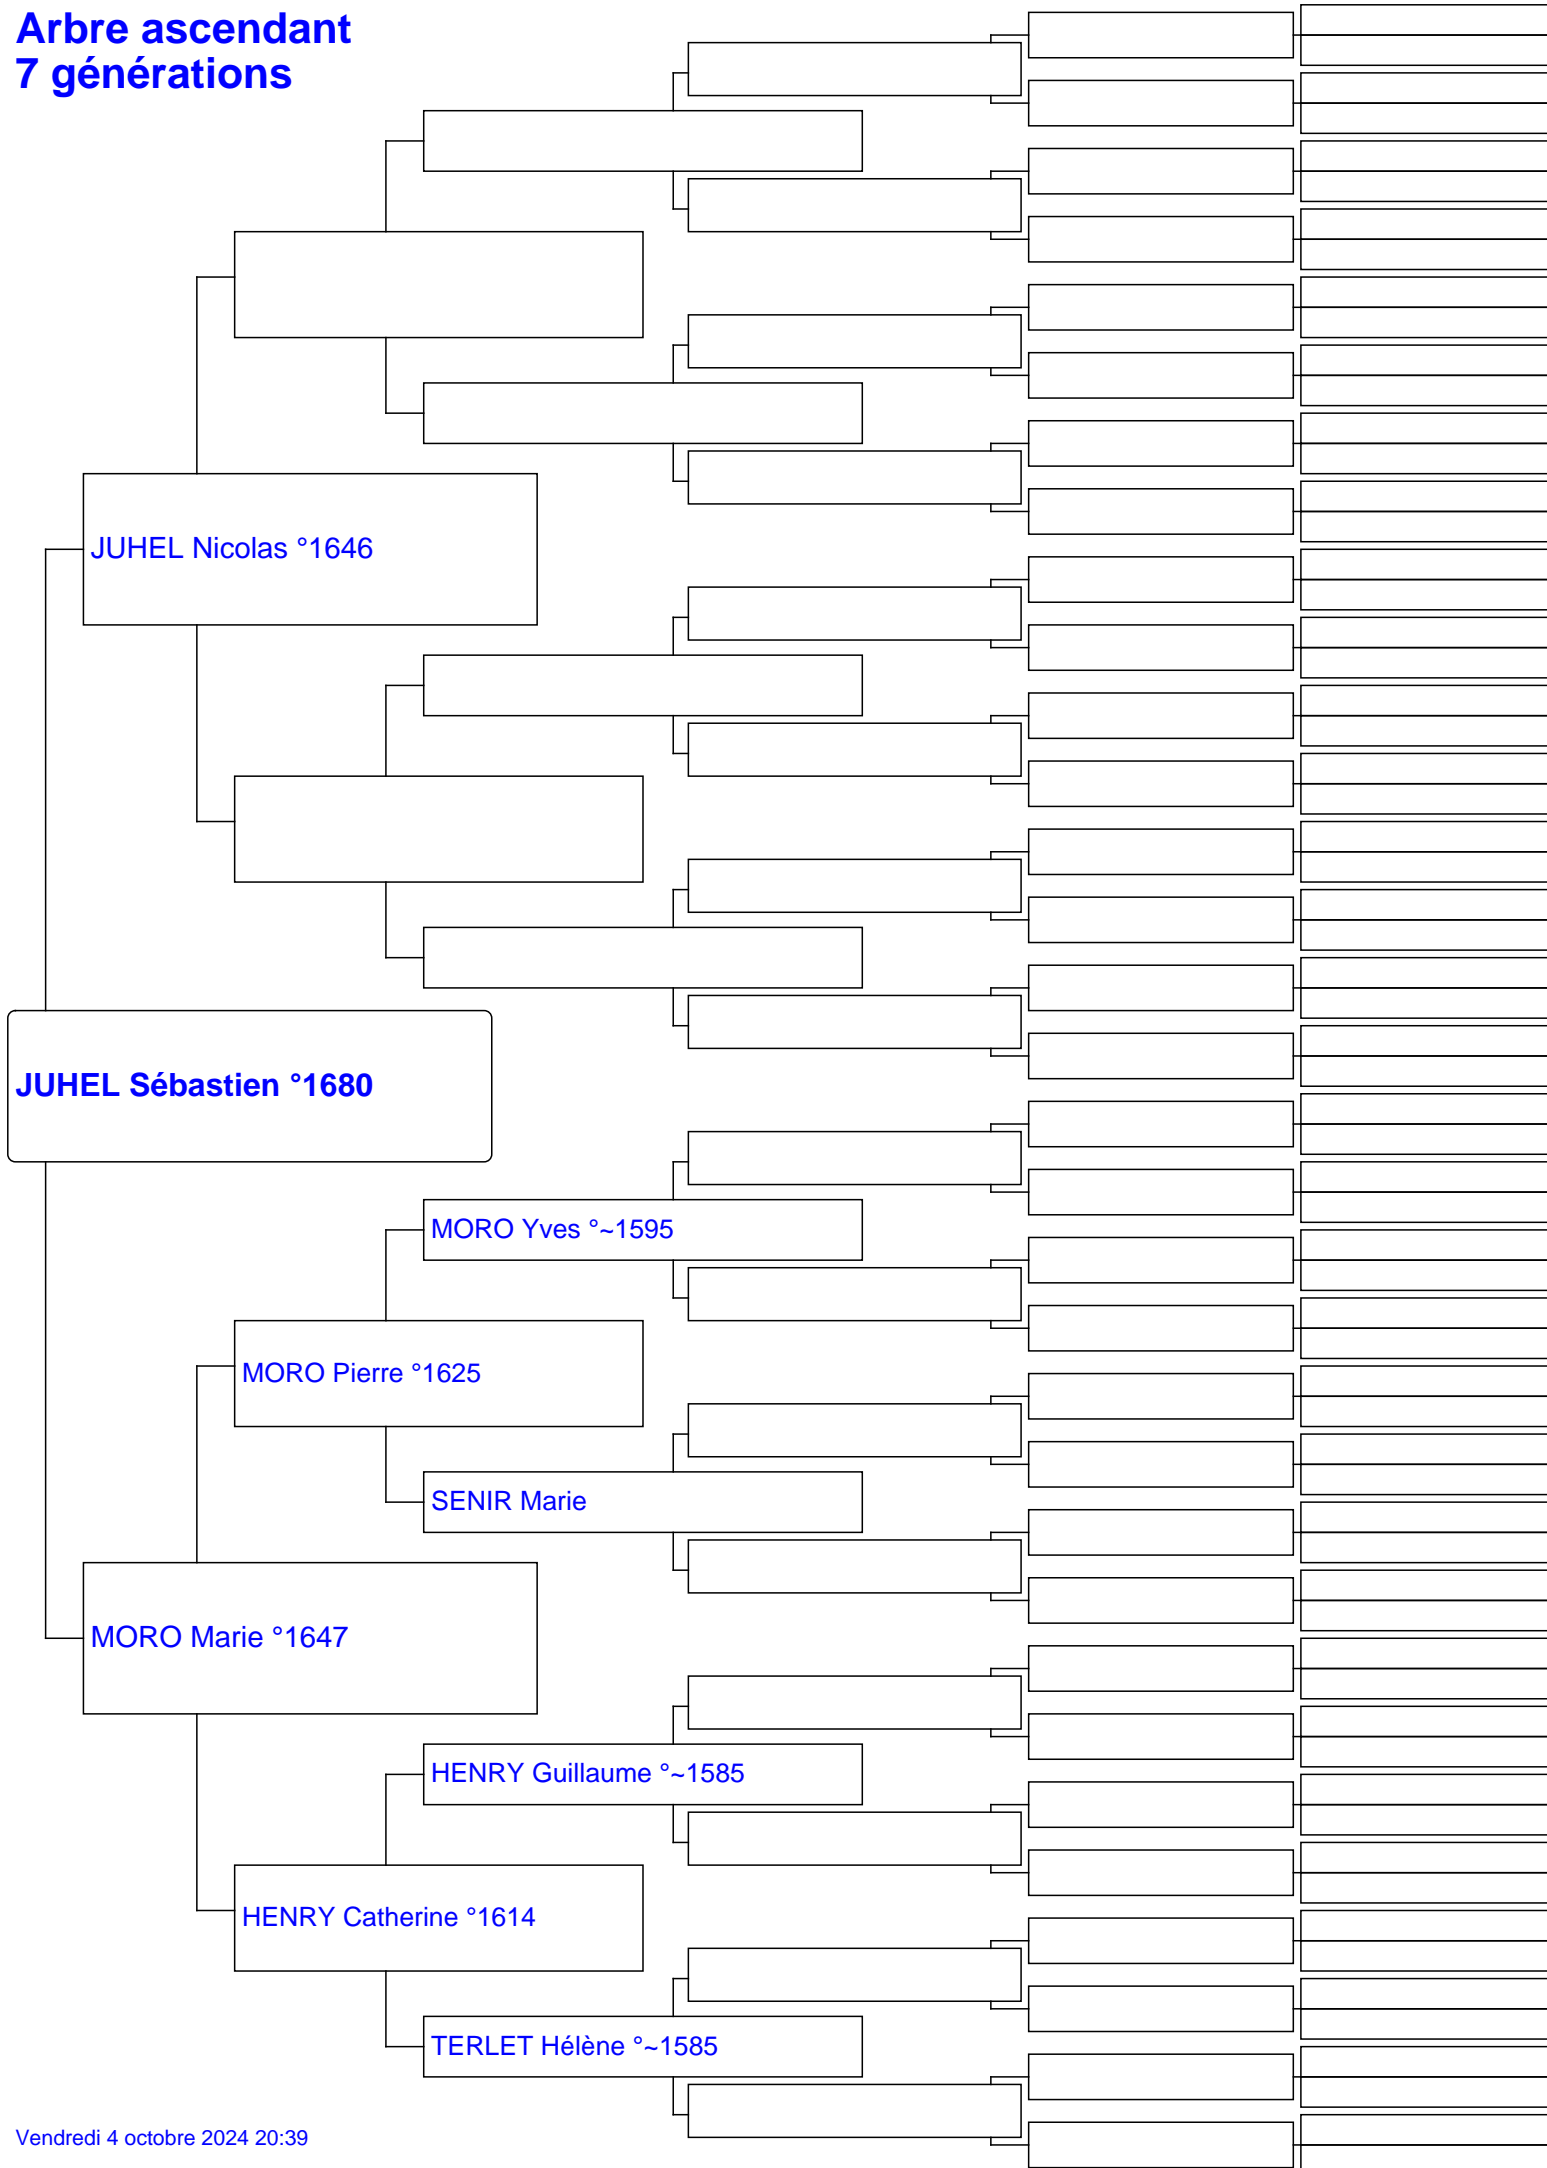 Arbre ascendant
7 générations
JUHEL Nicolas °1646
JUHEL Sébastien °1680
MORO Yves °~1595
MORO Pierre °1625
SENIR Marie
MORO Marie °1647
HENRY Guillaume °~1585
HENRY Catherine °1614
TERLET Hélène °~1585
Vendredi 4 octobre 2024 20:39